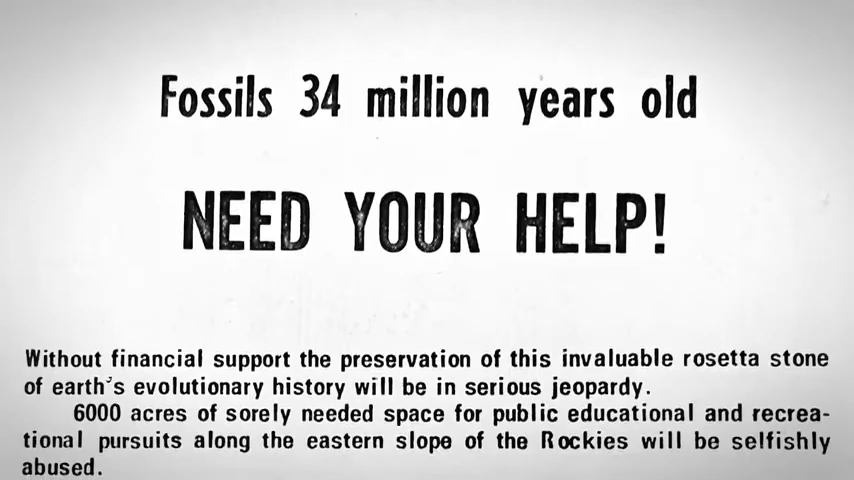 Fossils 34 million years old
NEED YOUR HELP!
Without financial support the preservation of this invaluable rosetta stone
of earth's evolutionary history will be in serious jeopardy.
6000 acres of sorely needed space for public educational and recrea-
tional pursuits along the eastern slope of the Rockies will be selfishly
abused.